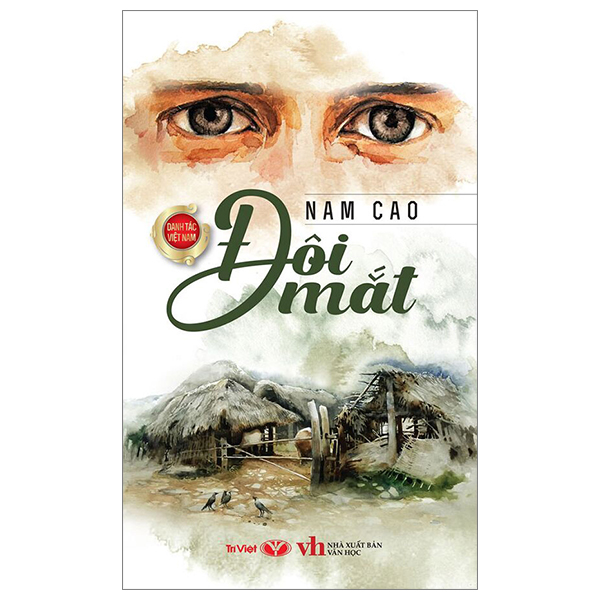 NAM CAO
DANH TÁC
VIỆT NAM
Đôi
mắt
Trí Việt
vh
NHÀ XUẤT BẢN
VĂN HỌC